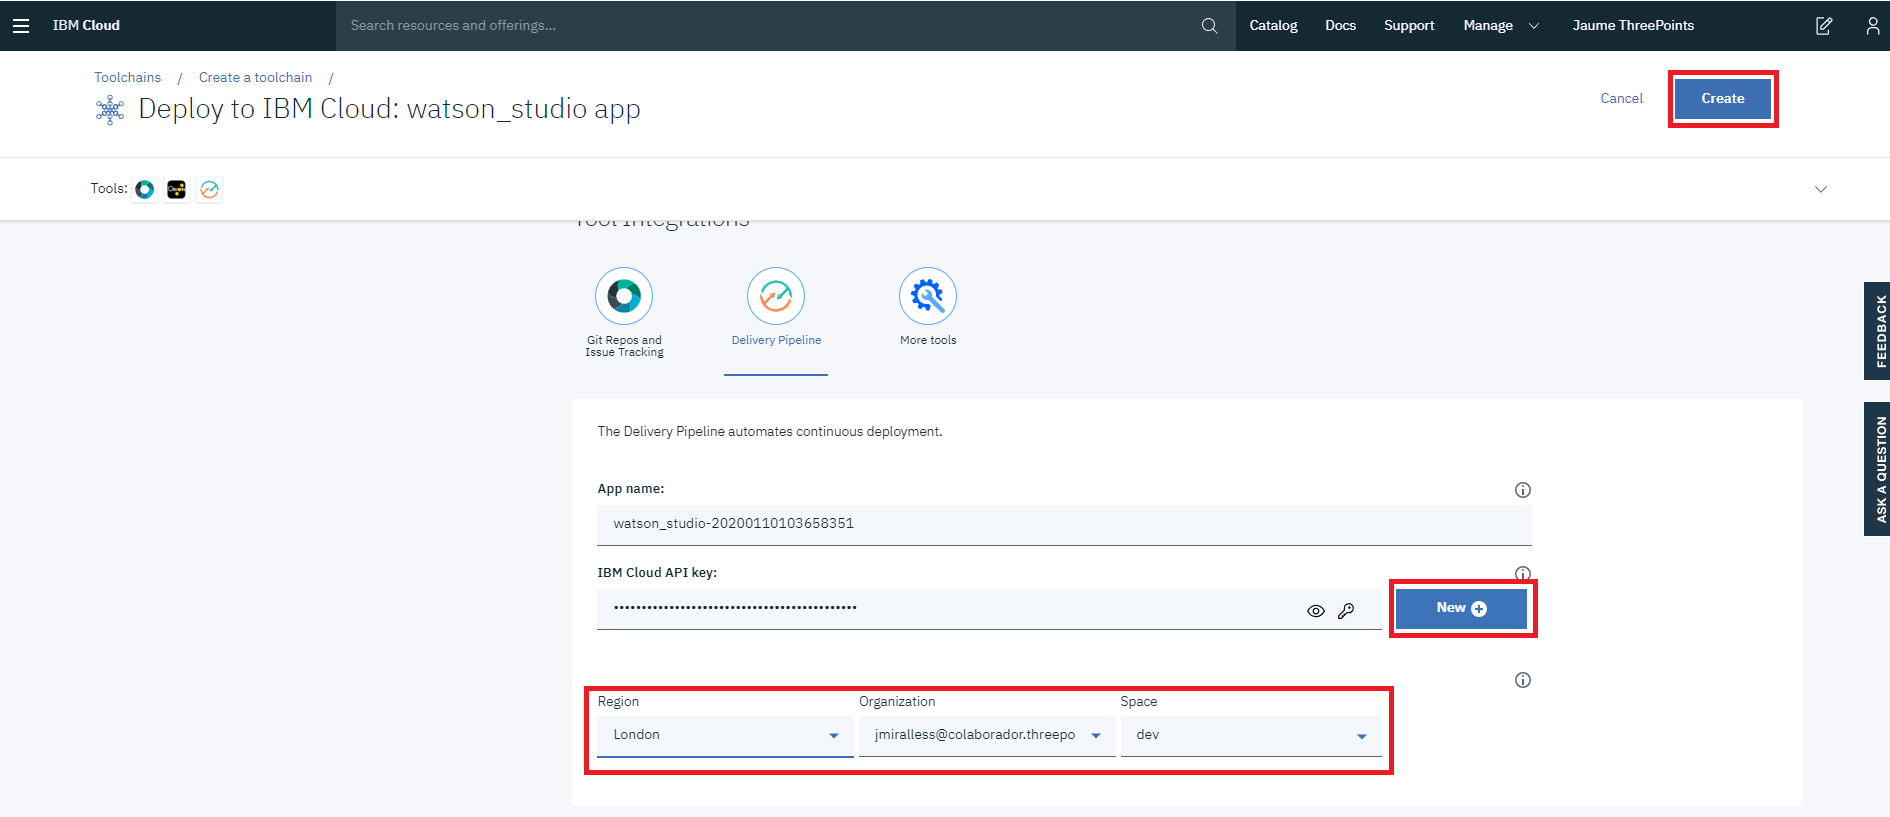 IBM Cloud
Search resources and offerings...
Catalog
Docs
Support
Manage
Jaume ThreePoints
Toolchains / Create a toolchain /
Deploy to IBM Cloud: watson_studio app
Cancel
Create
Tools:
Tool Integrations
Git Repos and
Issue Tracking
Delivery Pipeline
More tools
FEEDBACK
ASK A QUESTION
The Delivery Pipeline automates continuous deployment.
App name:
watson_studio-20200110103658351
IBM Cloud API key:
New
Region
Organization
Space
London
jmiralless@colaborador.threepo
dev